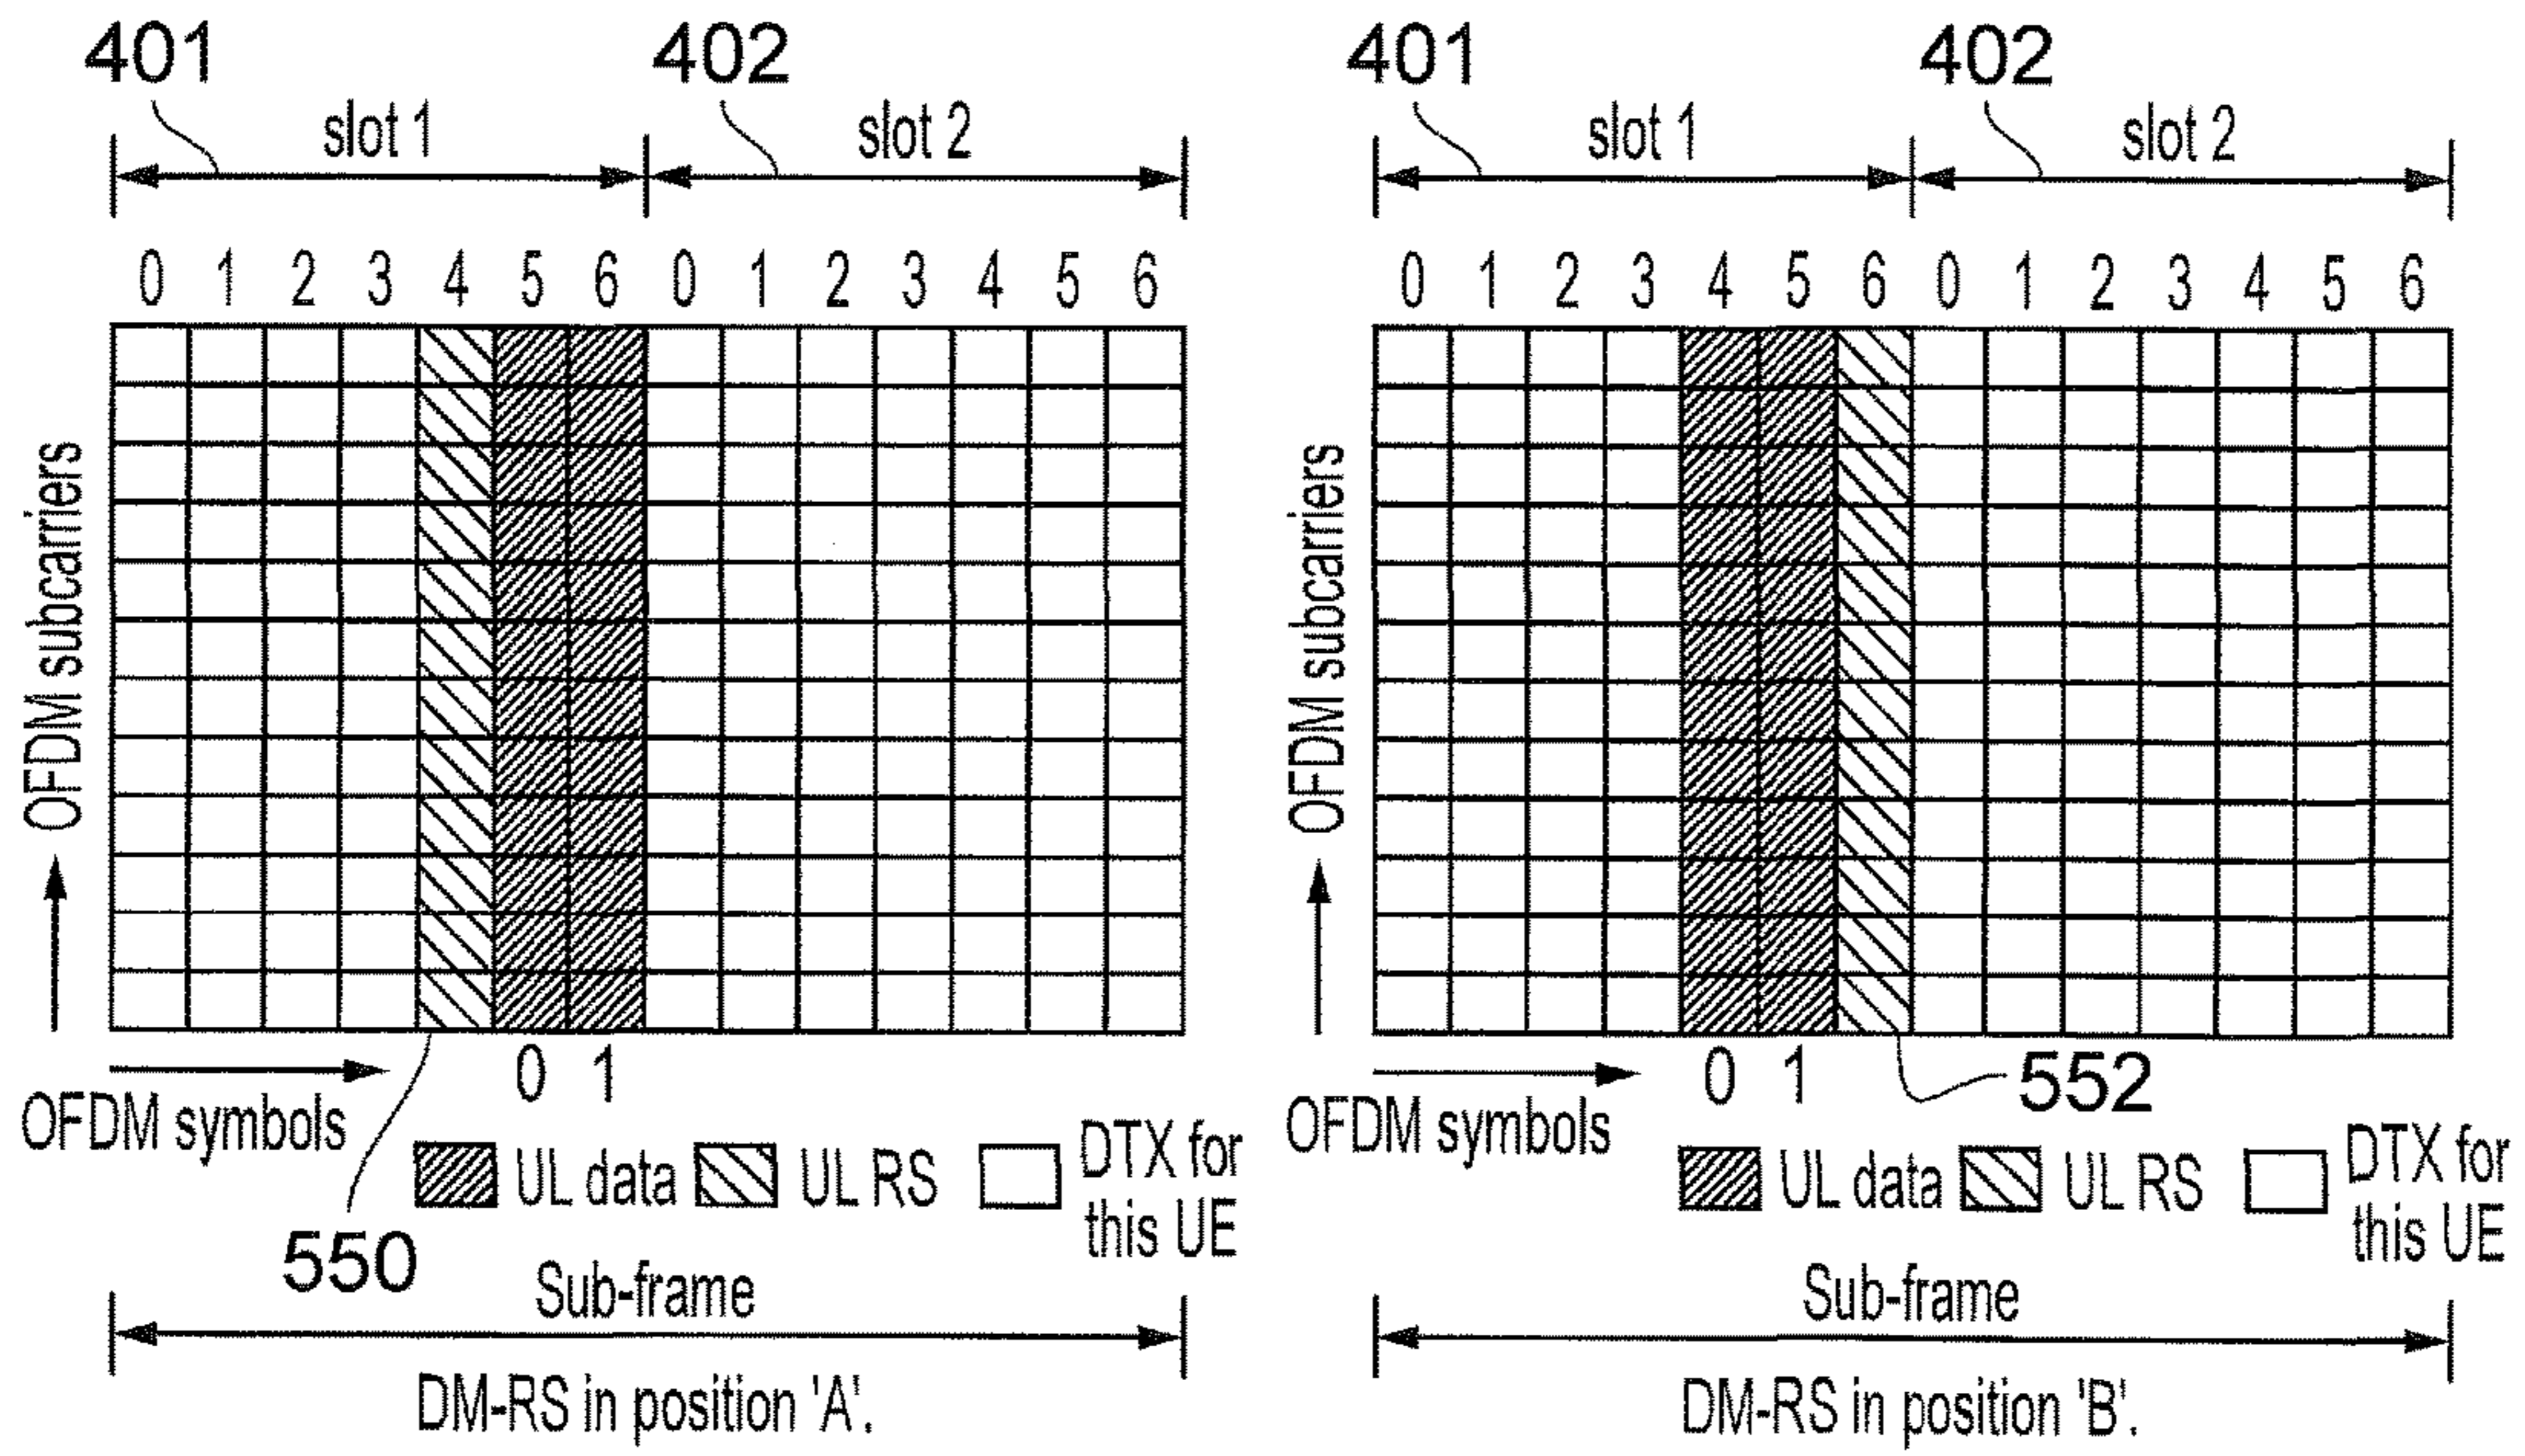 401 402
slot 1 slot 2
0 1 2 3 4 5 6 0 1 2 3 4 5 6
OFDM subcarriers
0 1
OFDM symbols
UL data UL RS DTX for
this UE
550
Sub-frame
DM-RS in position 'A'.
401 402
slot 1 slot 2
0 1 2 3 4 5 6 0 1 2 3 4 5 6
OFDM subcarriers
0 1 552
OFDM symbols
UL data UL RS DTX for
this UE
Sub-frame
DM-RS in position 'B'.